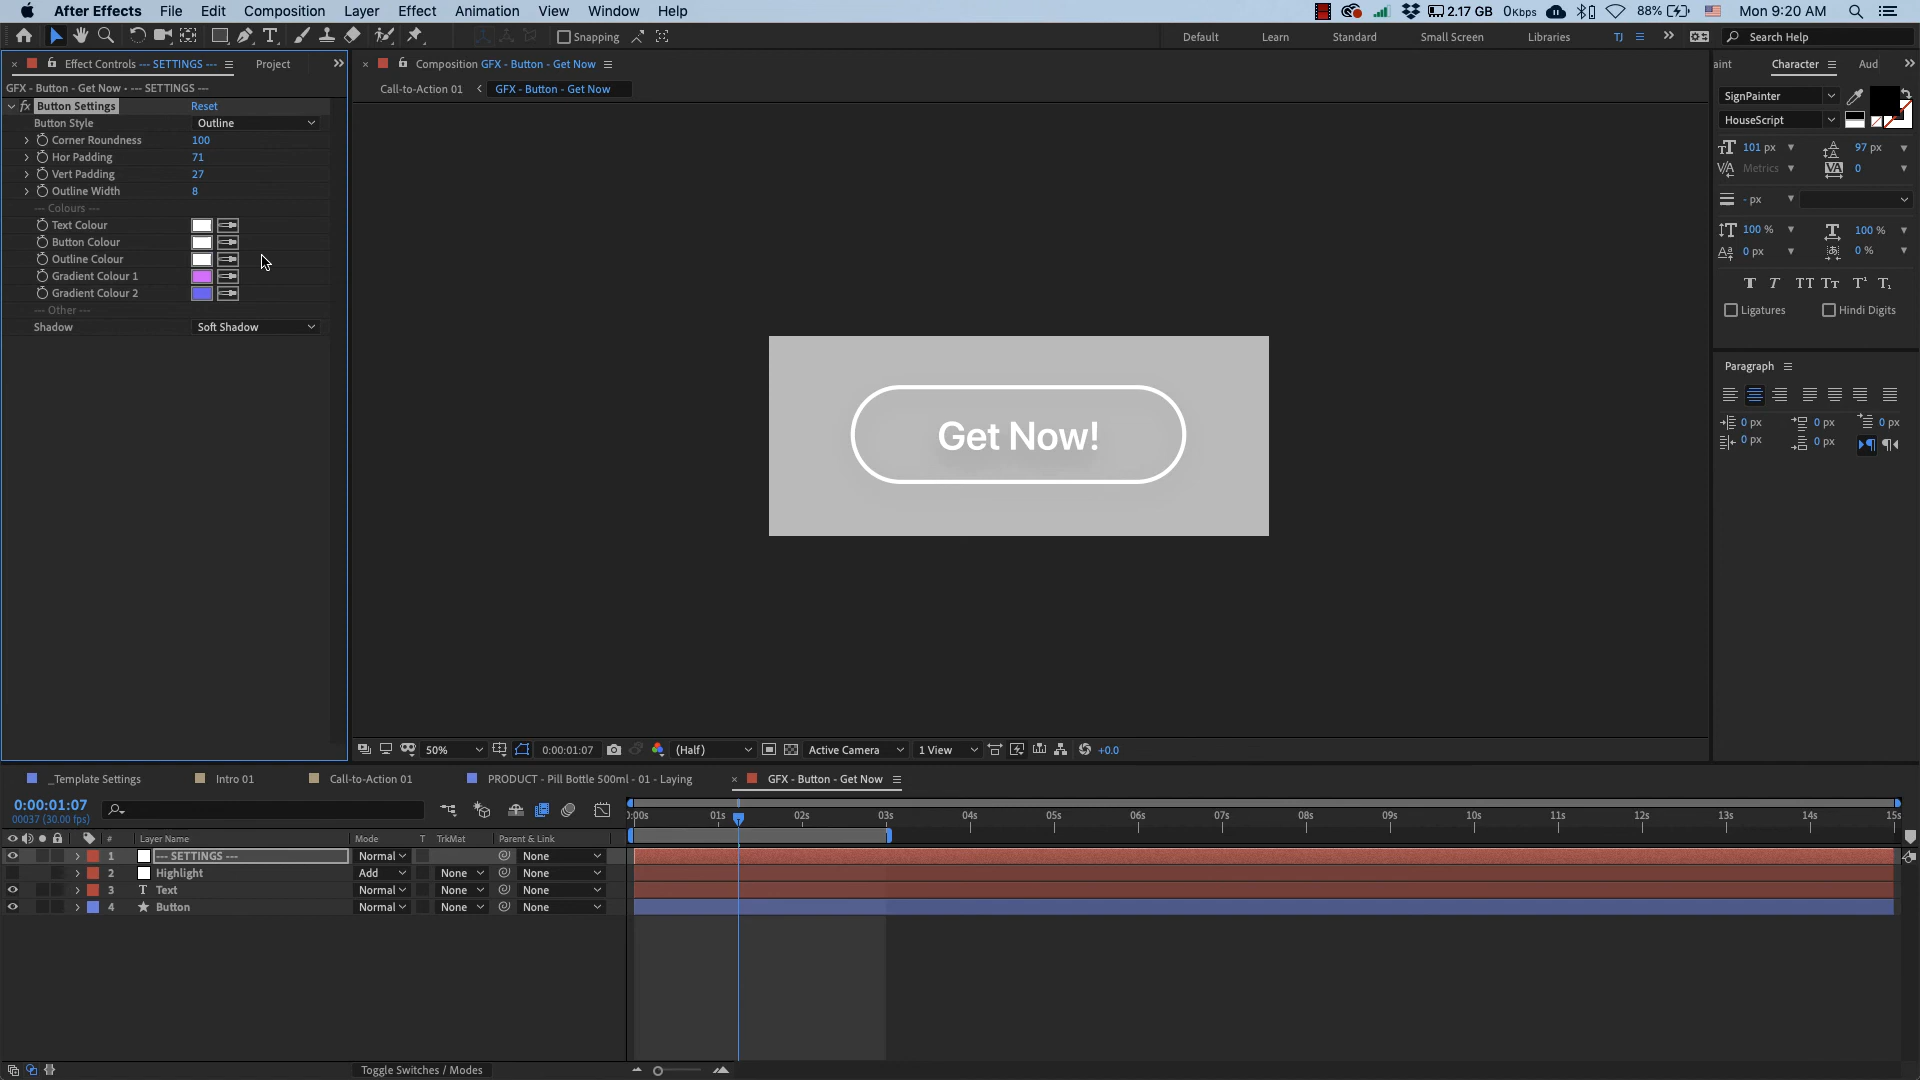 After Effects File Edit Composition Layer Effect Animation View Window Help 2.17 GB 0Kbps 88% Mon 9:20 AM
Snapping Default Learn Standard Small Screen Libraries TJ Search Help
Effect Controls --- SETTINGS --- Project
GFX - Button - Get Now • --- SETTINGS ---
fx Button Settings Reset
Button Style Outline
Corner Roundness 100
Hor Padding 71
Vert Padding 27
Outline Width 8
--- Colours ---
Text Colour
Button Colour
Outline Colour
Gradient Colour 1
Gradient Colour 2
--- Other ---
Shadow Soft Shadow
Composition GFX - Button - Get Now
Call-to-Action 01 GFX - Button - Get Now
Get Now!
50% 0:00:01:07 (Half) Active Camera 1 View +0.0
aint Character Aud
SignPainter
HouseScript
101 px 97 px
Metrics 0
- px
100 % 100 %
0 px 0 %
T T TT Tt T¹ T₁
Ligatures Hindi Digits
Paragraph
0 px 0 px 0 px
0 px 0 px
_Template Settings Intro 01 Call-to-Action 01 PRODUCT - Pill Bottle 500ml - 01 - Laying GFX - Button - Get Now
0:00:01:07
00037 (30.00 fps)
# Layer Name Mode T TrkMat Parent & Link
1 --- SETTINGS --- Normal None
2 Highlight Add None None
3 T Text Normal None None
4 Button Normal None None
):00s 01s 02s 03s 04s 05s 06s 07s 08s 09s 10s 11s 12s 13s 14s 15s
Toggle Switches / Modes